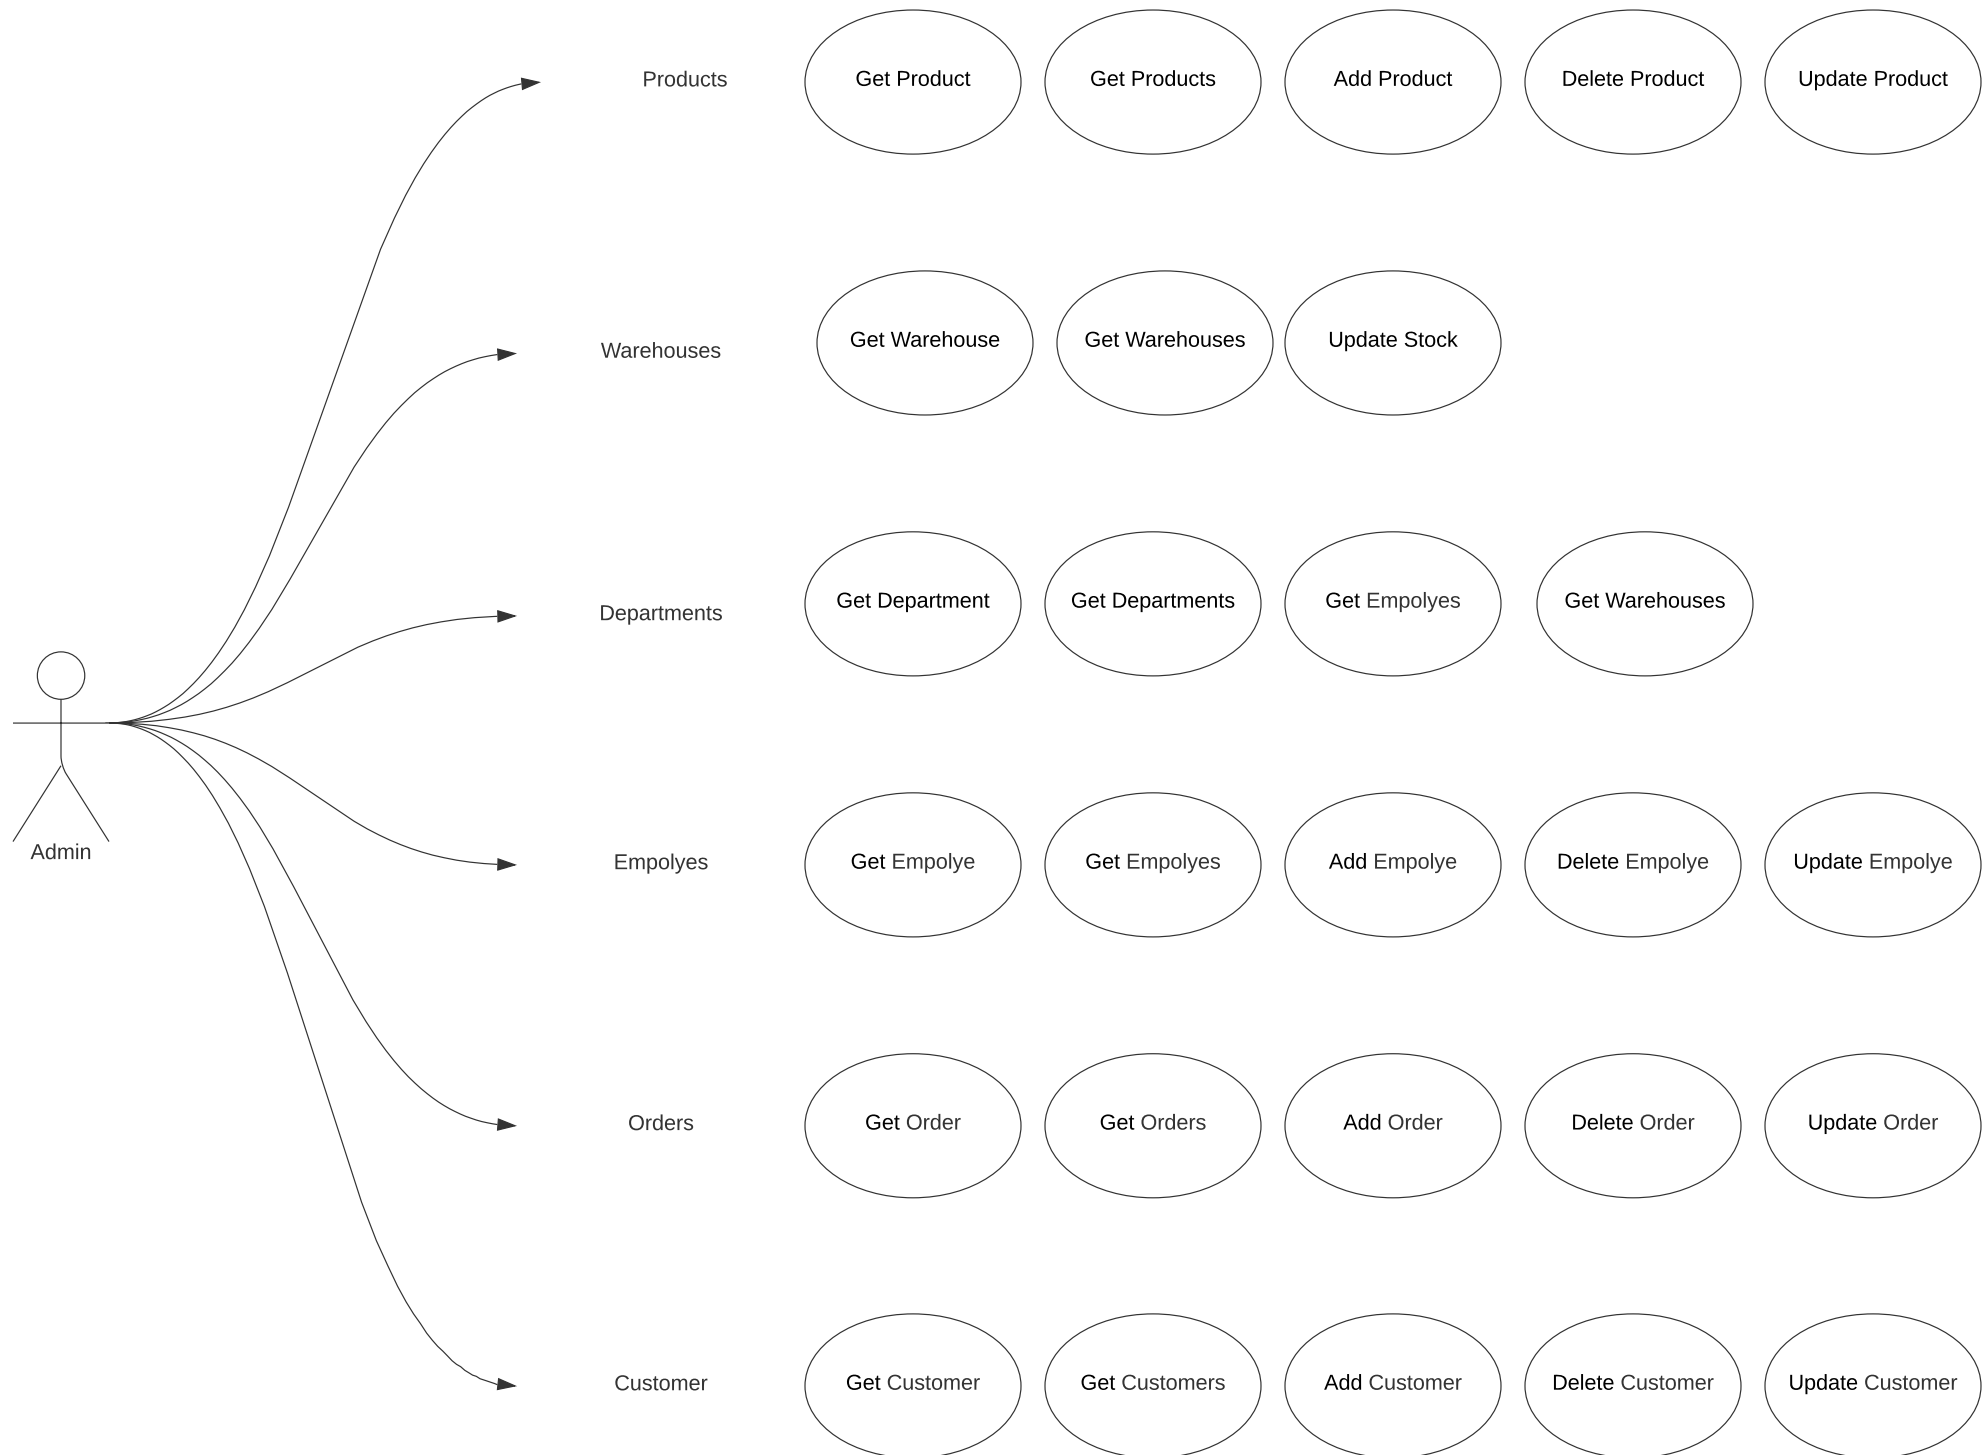 Products
Get Product
Get Products
Add Product
Delete Product
Update Product
Warehouses
Get Warehouse
Get Warehouses
Update Stock
Departments
Get Department
Get Departments
Get Empolyes
Get Warehouses
Admin
Empolyes
Get Empolye
Get Empolyes
Add Empolye
Delete Empolye
Update Empolye
Orders
Get Order
Get Orders
Add Order
Delete Order
Update Order
Customer
Get Customer
Get Customers
Add Customer
Delete Customer
Update Customer